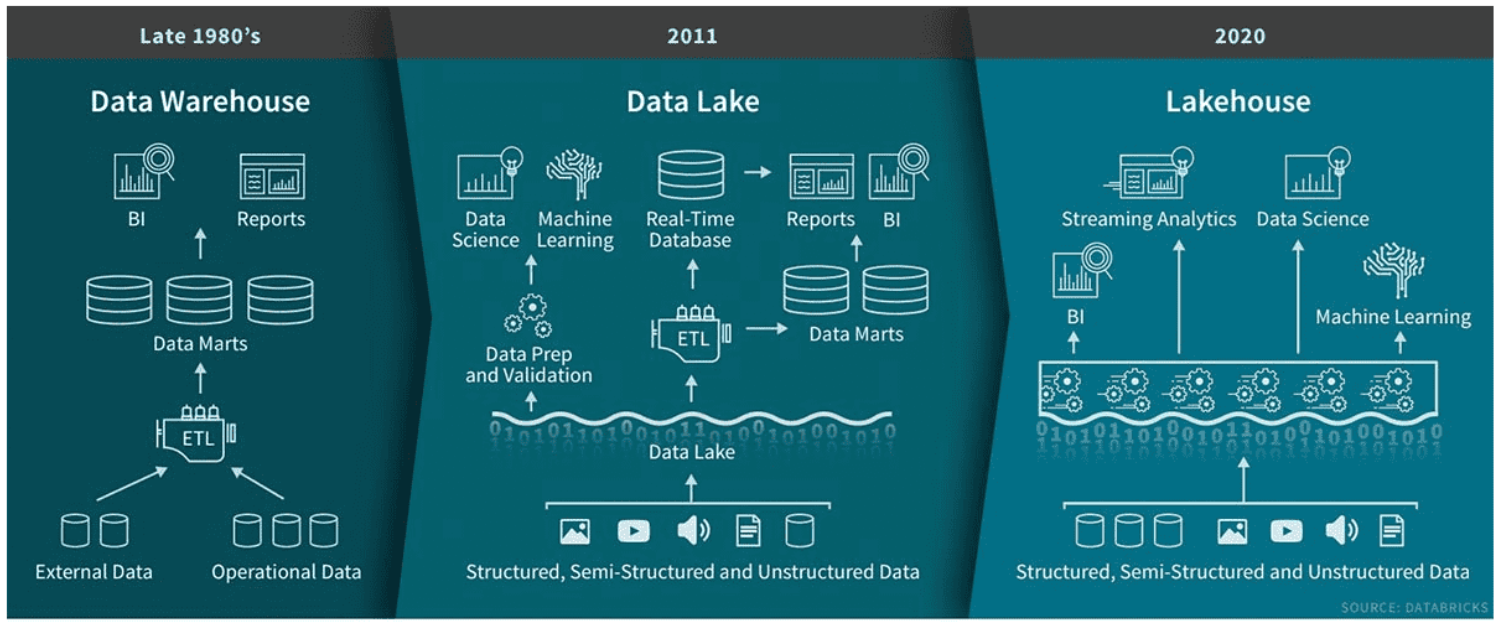 Late 1980's
Data Warehouse
BI
Reports
Data Marts
ETL
External Data
Operational Data
2011
Data Lake
Data
Science
Machine
Learning
Real-Time
Database
Reports
BI
Data Prep
and Validation
ETL
Data Marts
0101011010010110010101001010
Data Lake
Structured, Semi-Structured and Unstructured Data
2020
Lakehouse
Streaming Analytics
Data Science
BI
Machine Learning
Structured, Semi-Structured and Unstructured Data
SOURCE: DATABRICKS